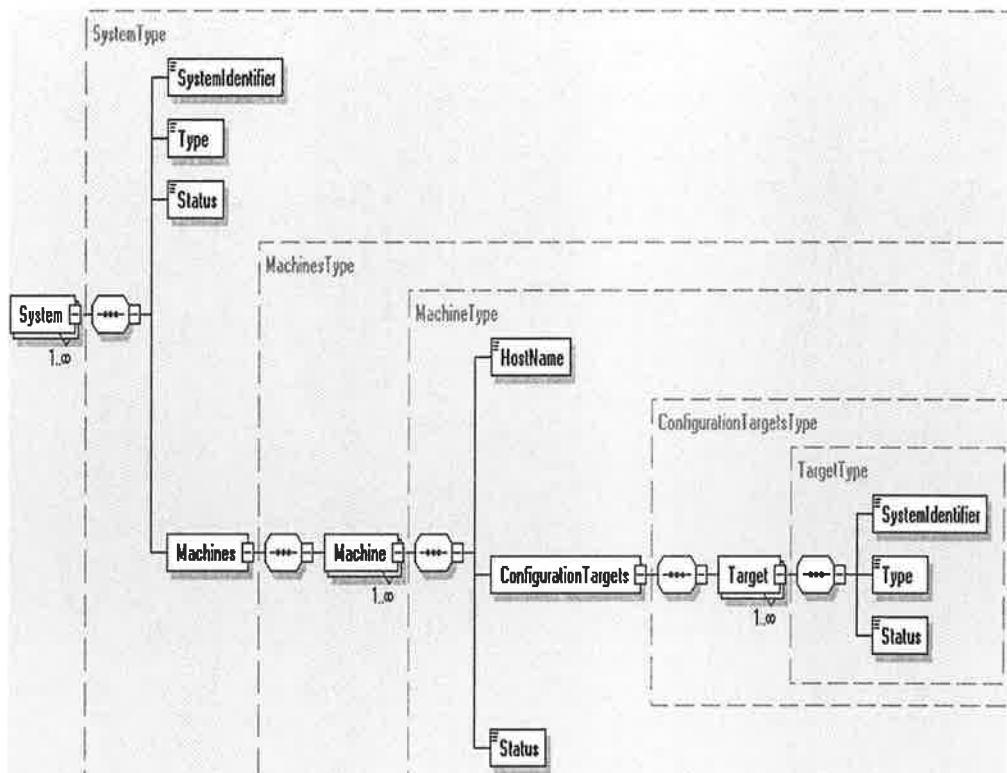 SystemType
SystemIdentifier
Type
Status
MachinesType
System
1..∞
MachineType
HostName
ConfigurationTargetsType
TargetType
SystemIdentifier
Machines
Machine
1..∞
ConfigurationTargets
Target
1..∞
Type
Status
Status